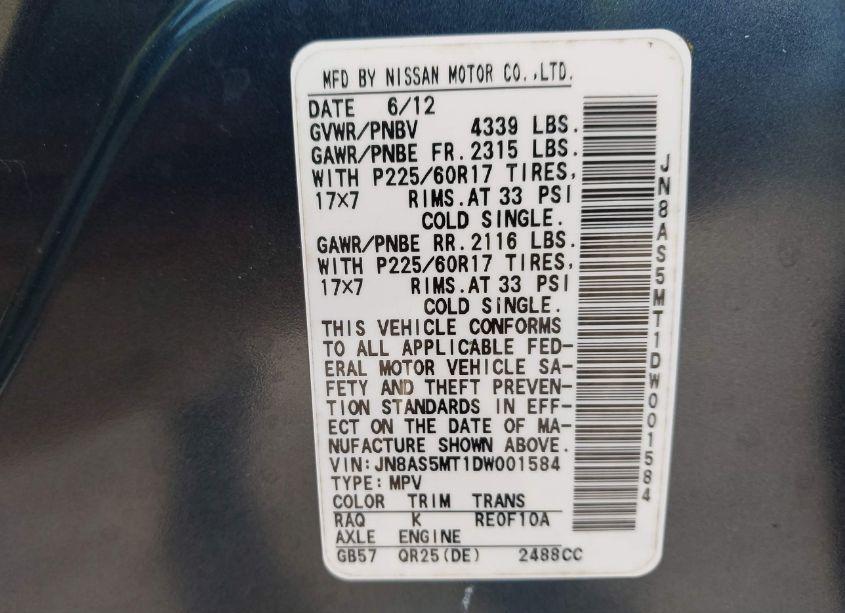 MFD BY NISSAN MOTOR CO.,LTD.
DATE 6/12
GVWR/PNBV 4339 LBS.
GAWR/PNBE FR. 2315 LBS.
WITH P225/60R17 TIRES,
17×7 RIMS.AT 33 PSI
COLD SINGLE.
GAWR/PNBE RR. 2116 LBS.
WITH P225/60R17 TIRES,
17×7 RIMS.AT 33 PSI
COLD SINGLE.
THIS VEHICLE CONFORMS
TO ALL APPLICABLE FED-
ERAL MOTOR VEHICLE SA-
FETY AND THEFT PREVEN-
TION STANDARDS IN EFF-
ECT ON THE DATE OF MA-
NUFACTURE SHOWN ABOVE.
VIN:JN8AS5MT1DW001584
TYPE:MPV
COLOR TRIM TRANS
RAQ K RE0F10A
AXLE ENGINE
GB57 QR25(DE) 2488CC
JN8AS5MT1DW001584